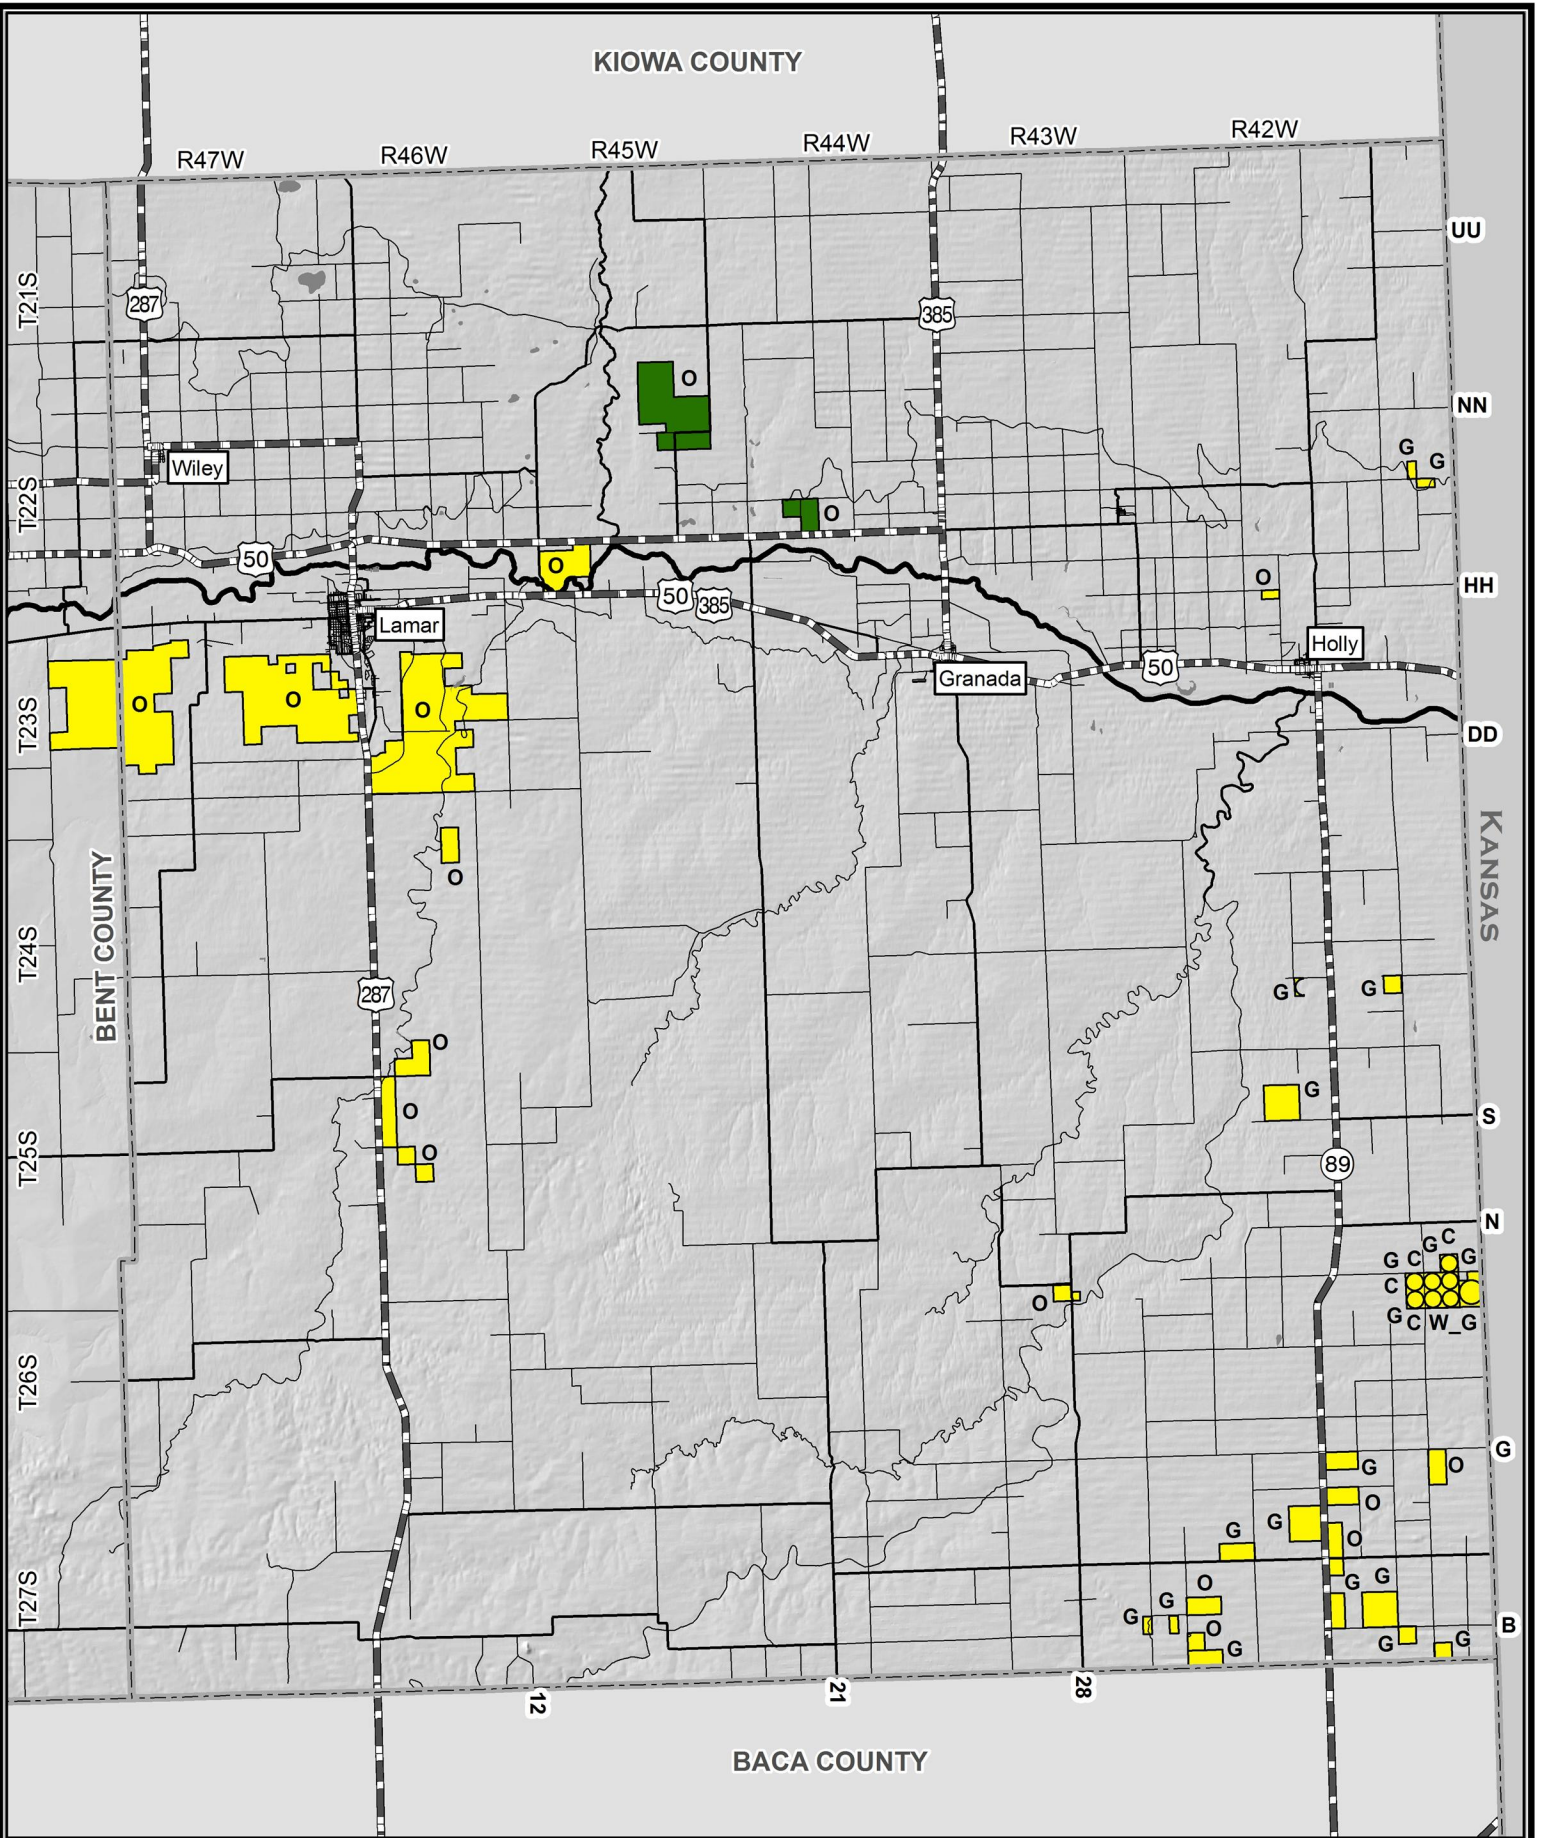 KIOWA COUNTY
R47W
R46W
R45W
R44W
R43W
R42W
UU
T21S
287
385
O
NN
G
G
Wiley
T22S
O
50
O
O
HH
50
385
Lamar
Holly
50
Granada
O
O
O
T23S
DD
KANSAS
O
BENT COUNTY
T24S
287
G
G
O
G
O
S
O
T25S
89
N
C
G
G
C
G
C
O
G
C
W_G
T26S
G
G
O
O
G
G
O
T27S
G
G
O
G
G
O
B
G
G
G
12
21
28
BACA COUNTY